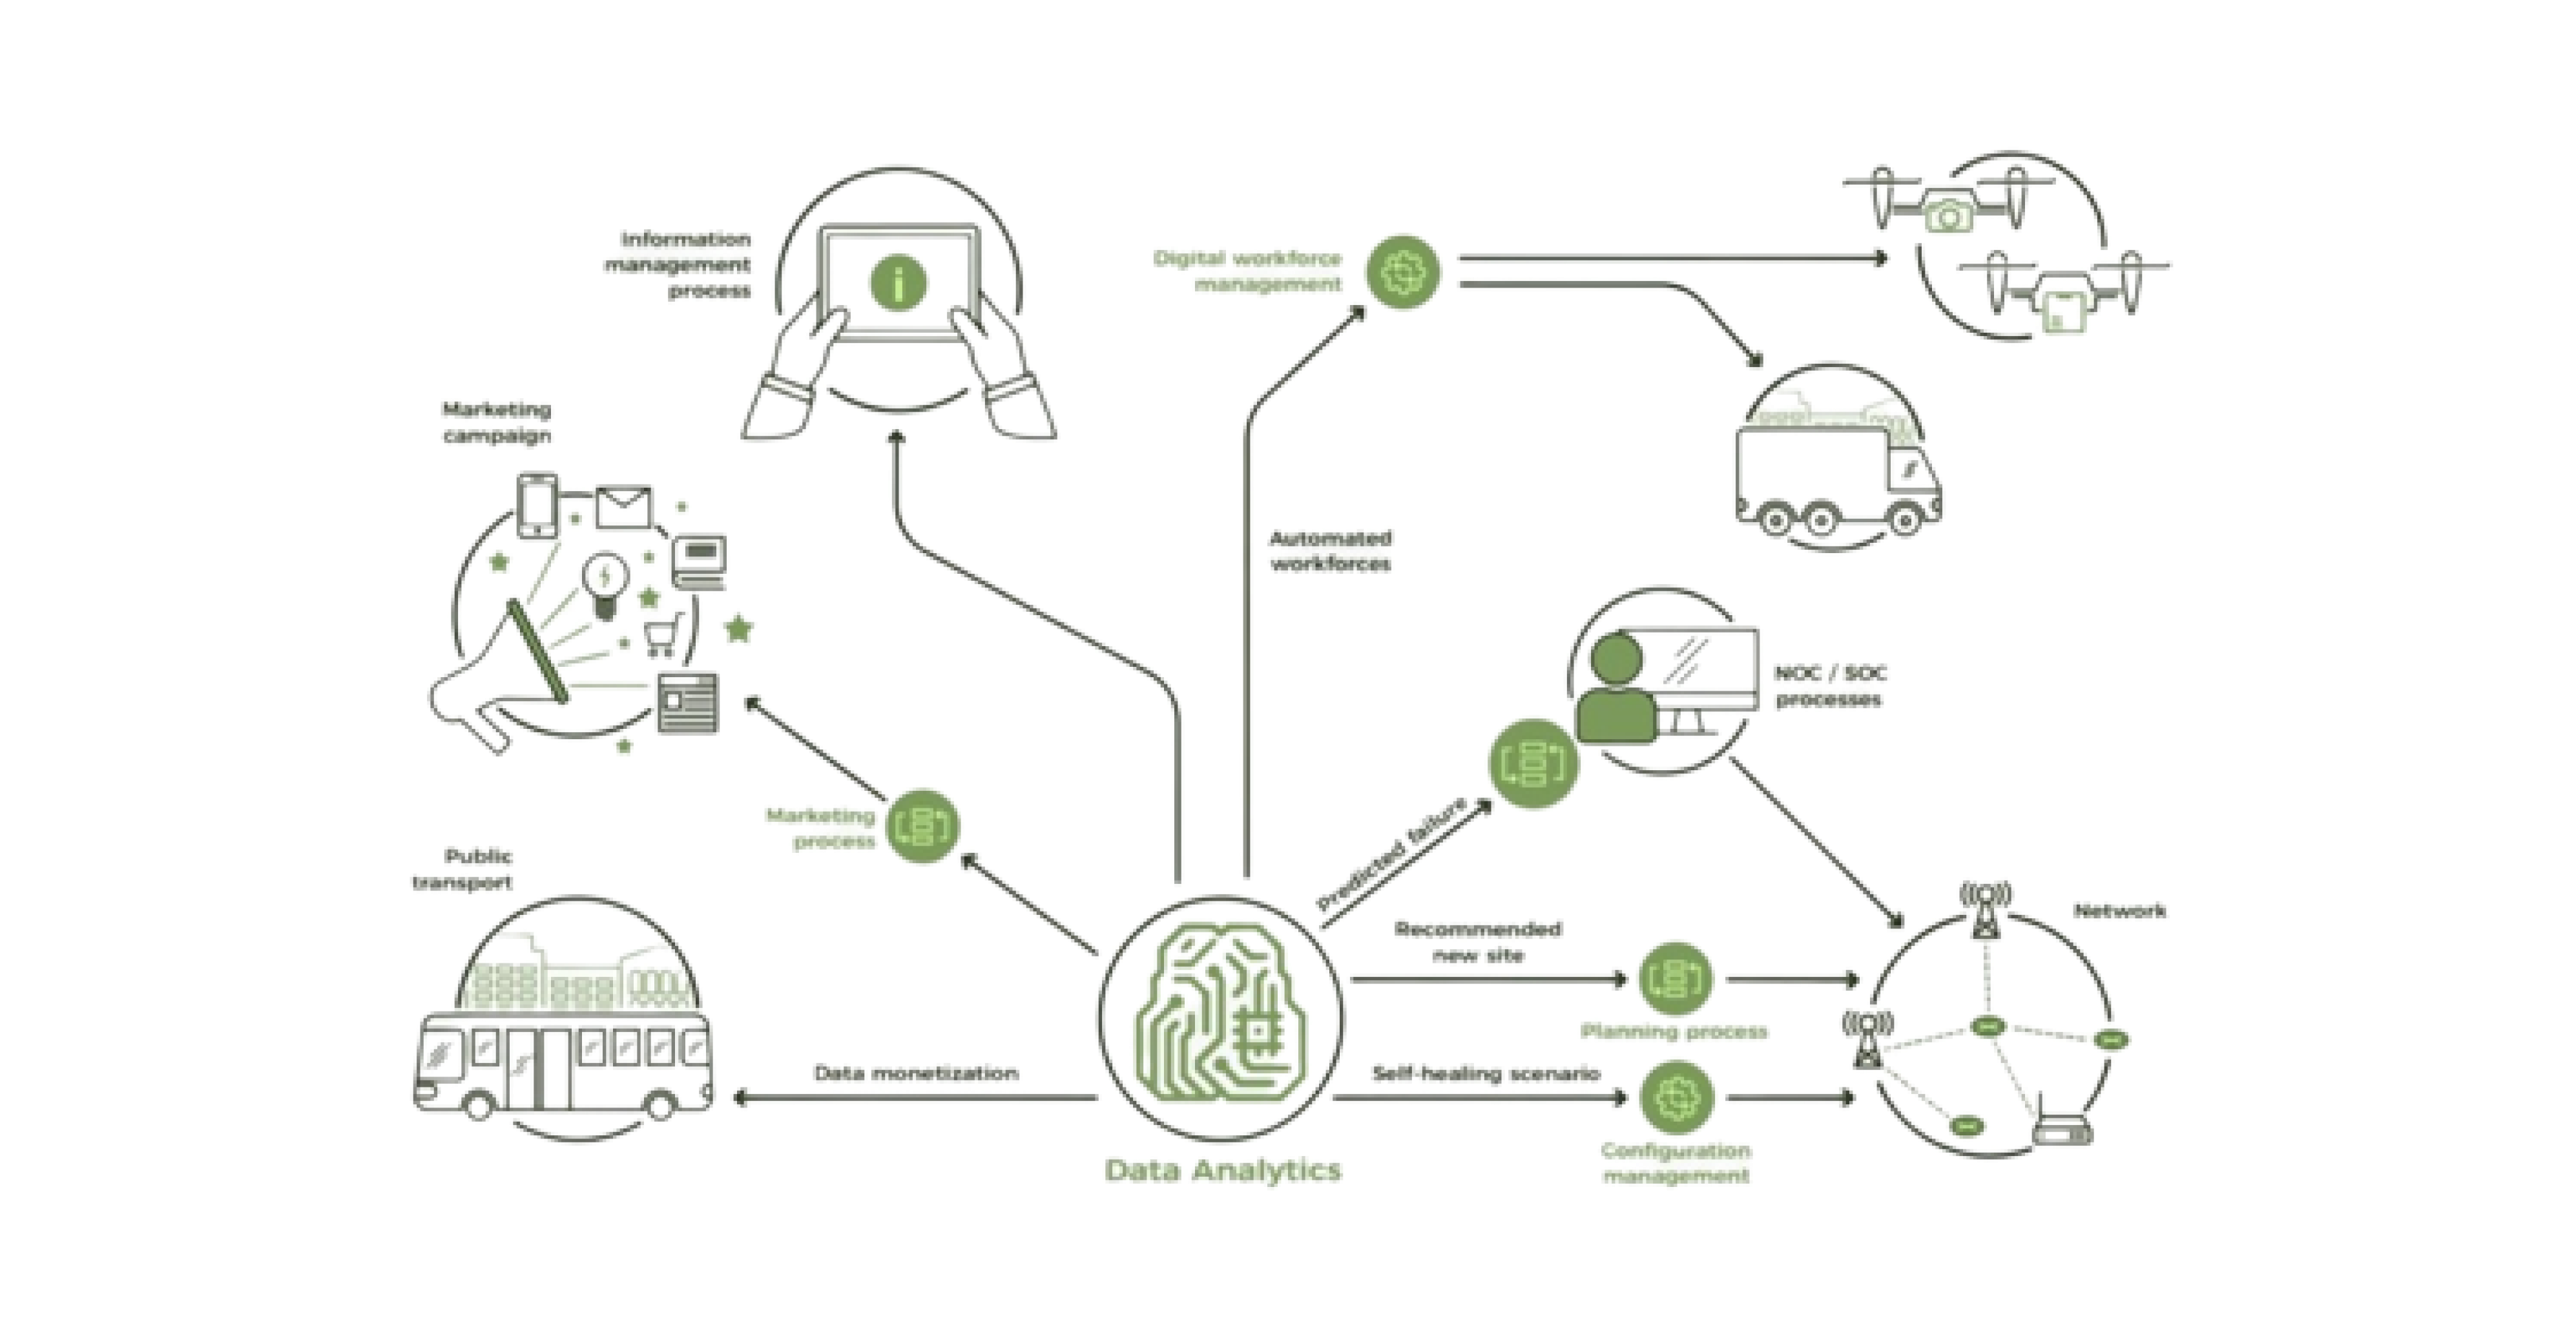 Information
management
process
Digital workforce
management
Marketing
campaign
Automated
workforces
NOC / SOC
processes
Marketing
process
Predicted failure
Public
transport
Recommended
new site
Network
Planning process
Data monetization
Self-healing scenario
Configuration
management
Data Analytics